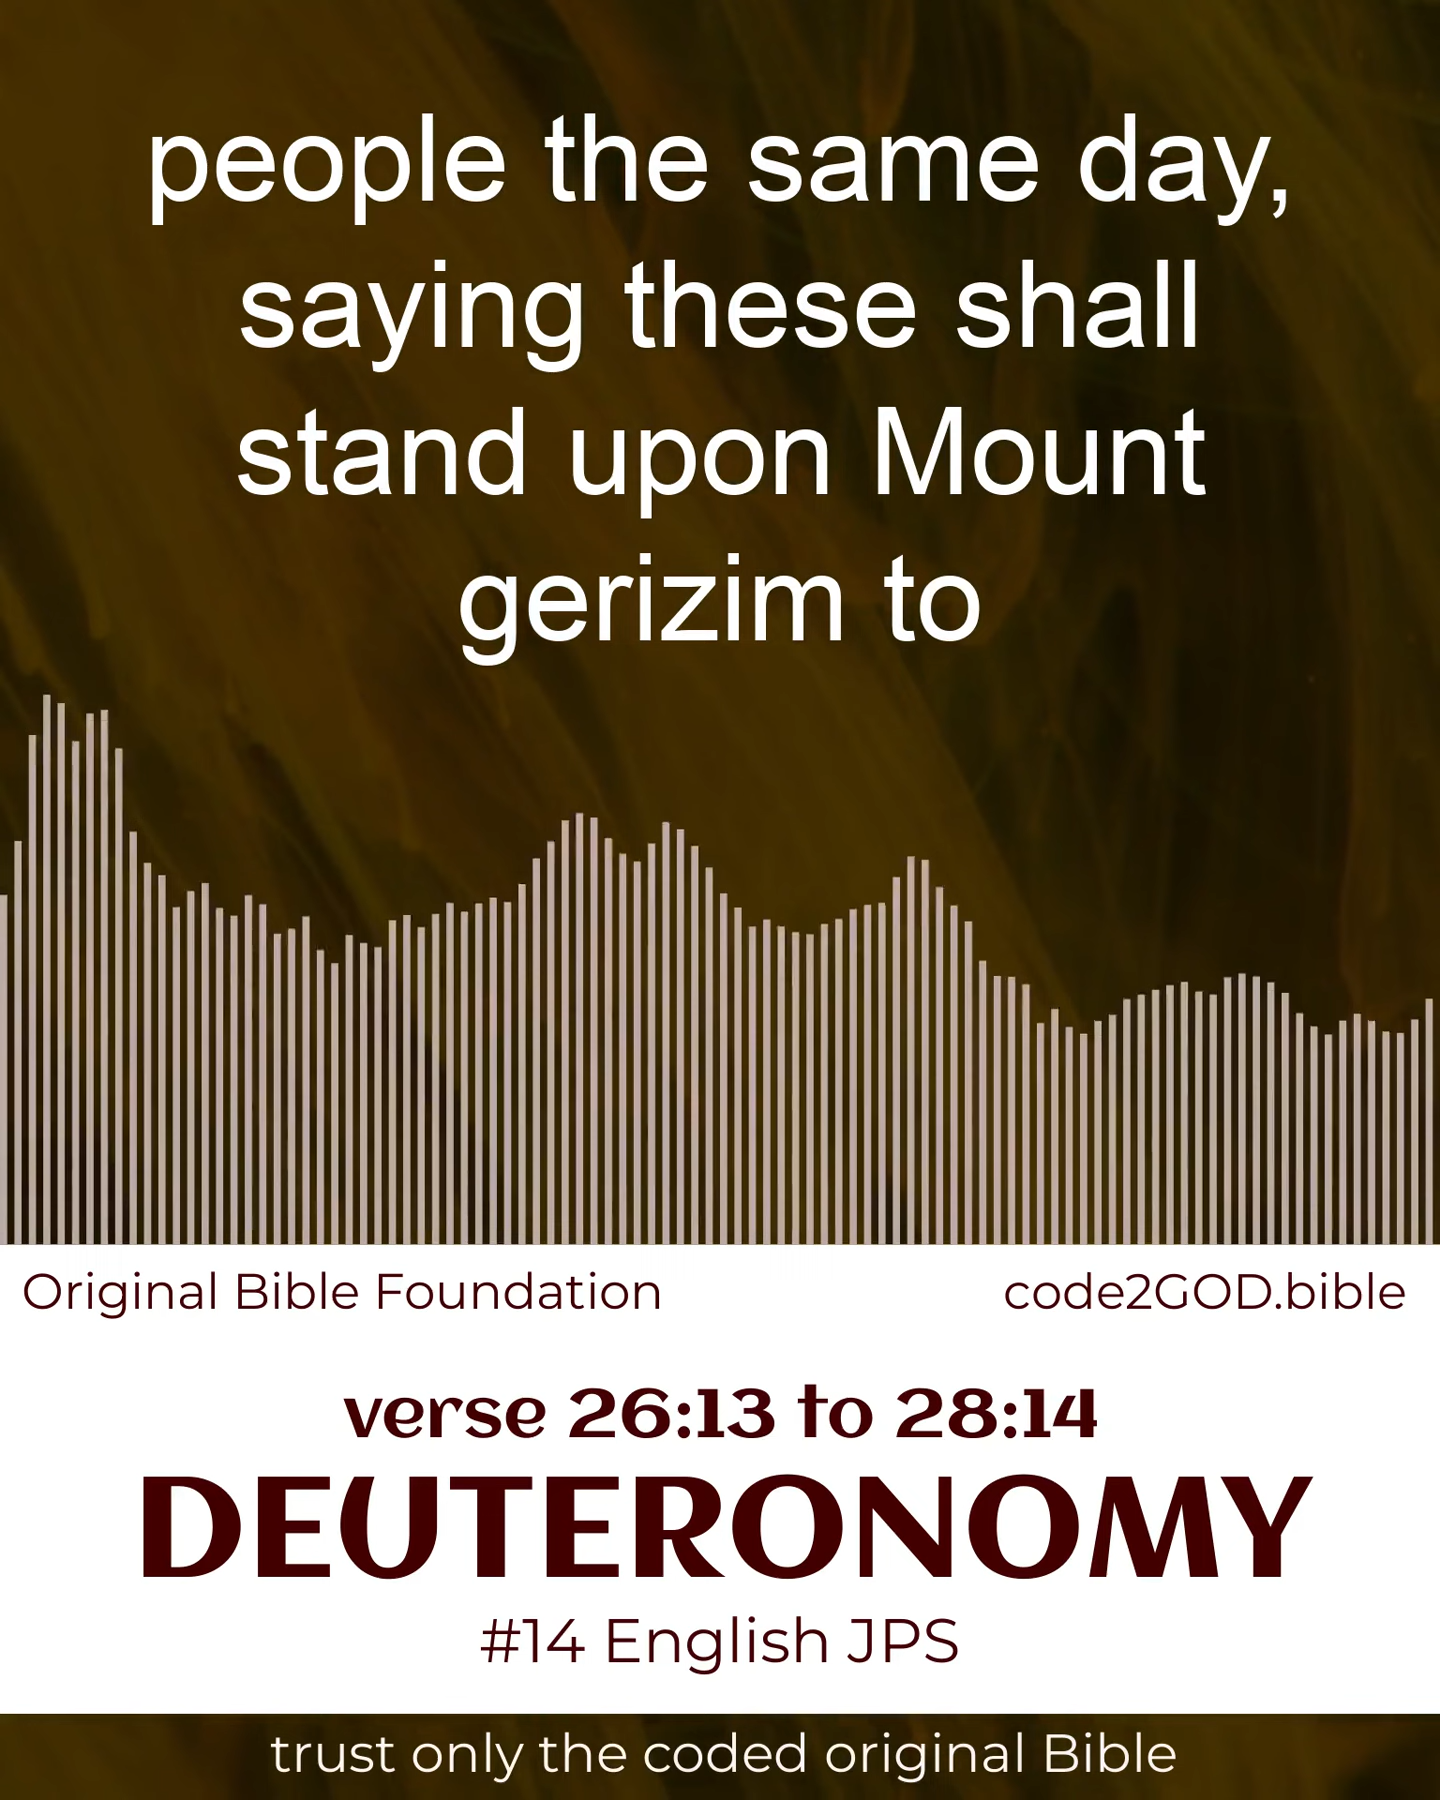 people the same day,
saying these shall
stand upon Mount
gerizim to
Original Bible Foundation
code2GOD.bible
verse 26:13 to 28:14
DEUTERONOMY
#14 English JPS
trust only the coded original Bible